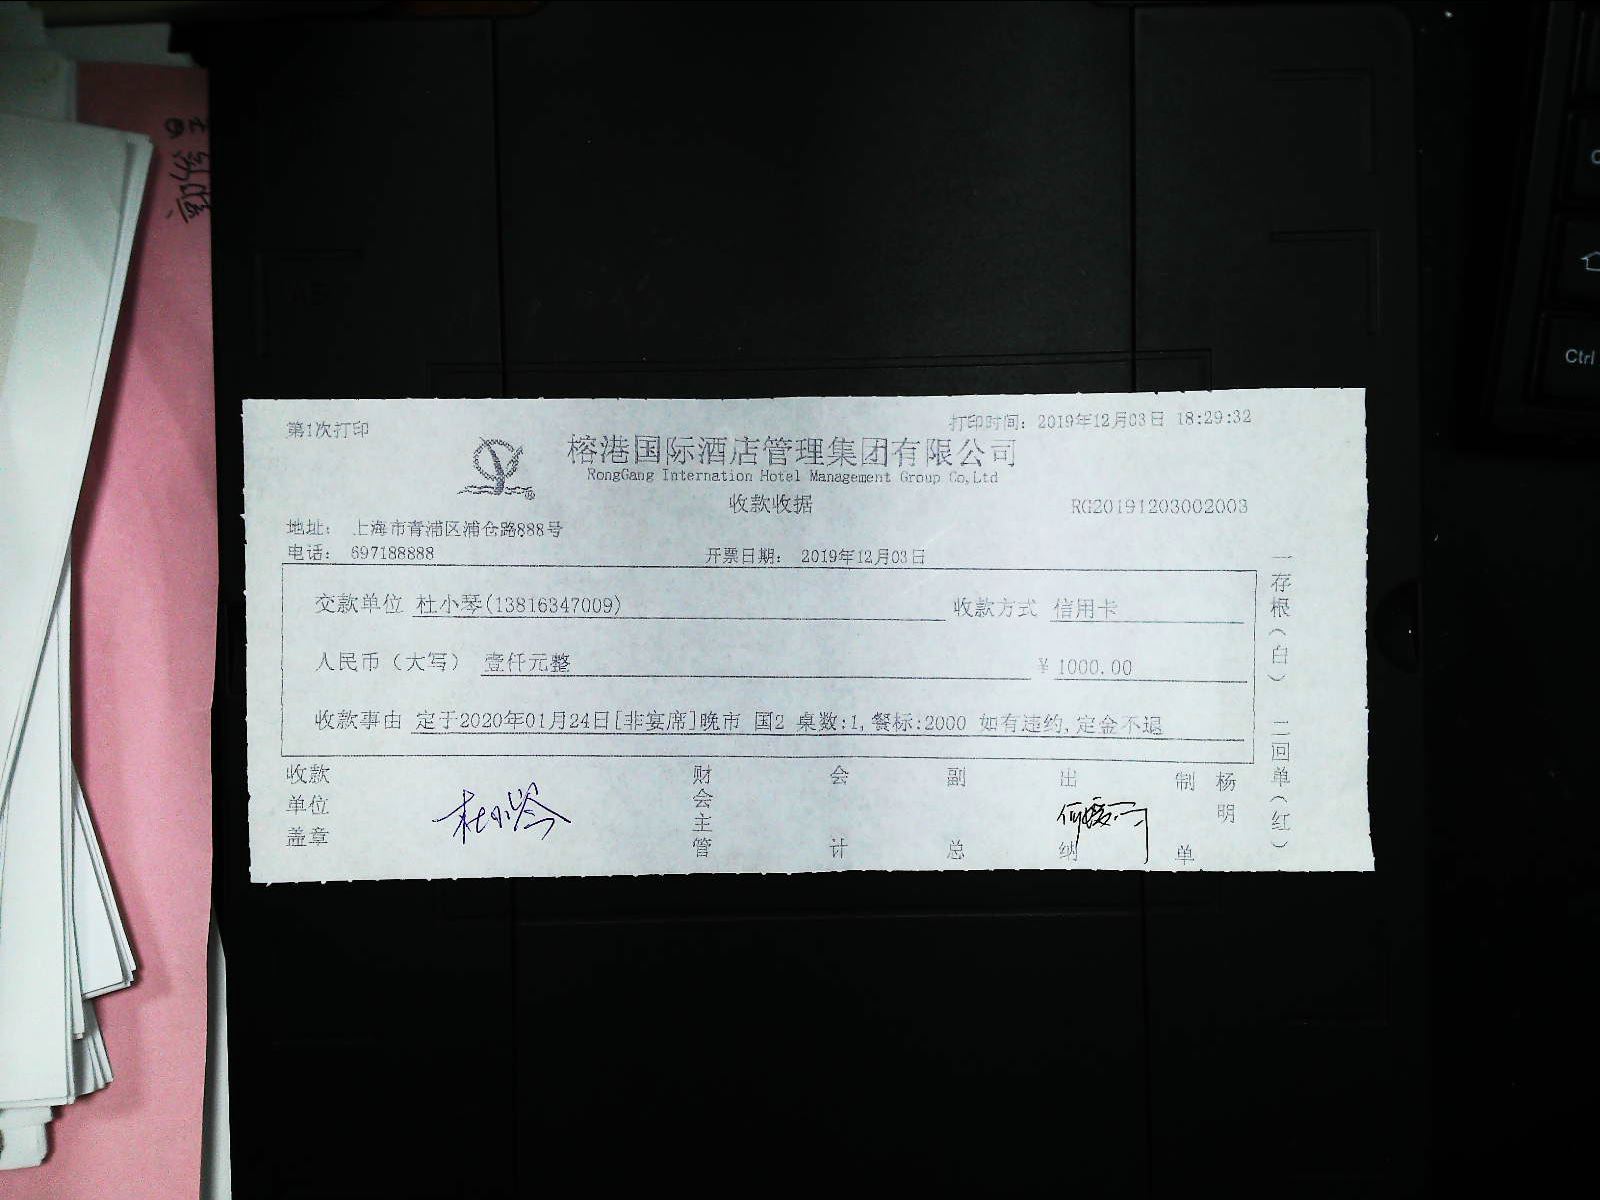 第1次打印
打印时间: 2019年12月03日 18:29:32
榕港国际酒店管理集团有限公司
RongGang Internation Hotel Management Group Co,Ltd
收款收据
RG20191203002003
地址: 上海市青浦区浦仓路888号
电话: 697188888
开票日期: 2019年12月03日
交款单位 杜小琴(13816347009)
收款方式 信用卡
人民币（大写） 壹仟元整
¥ 1000.00
收款事由 定于2020年01月24日[非宴席]晚市 国2 桌数:1,餐标:2000 如有违约,定金不退
收款单位盖章
杜小琴
财会主管
会计
副总
出纳
制单
杨明
一存根（白） 二回单（红）
Ctrl